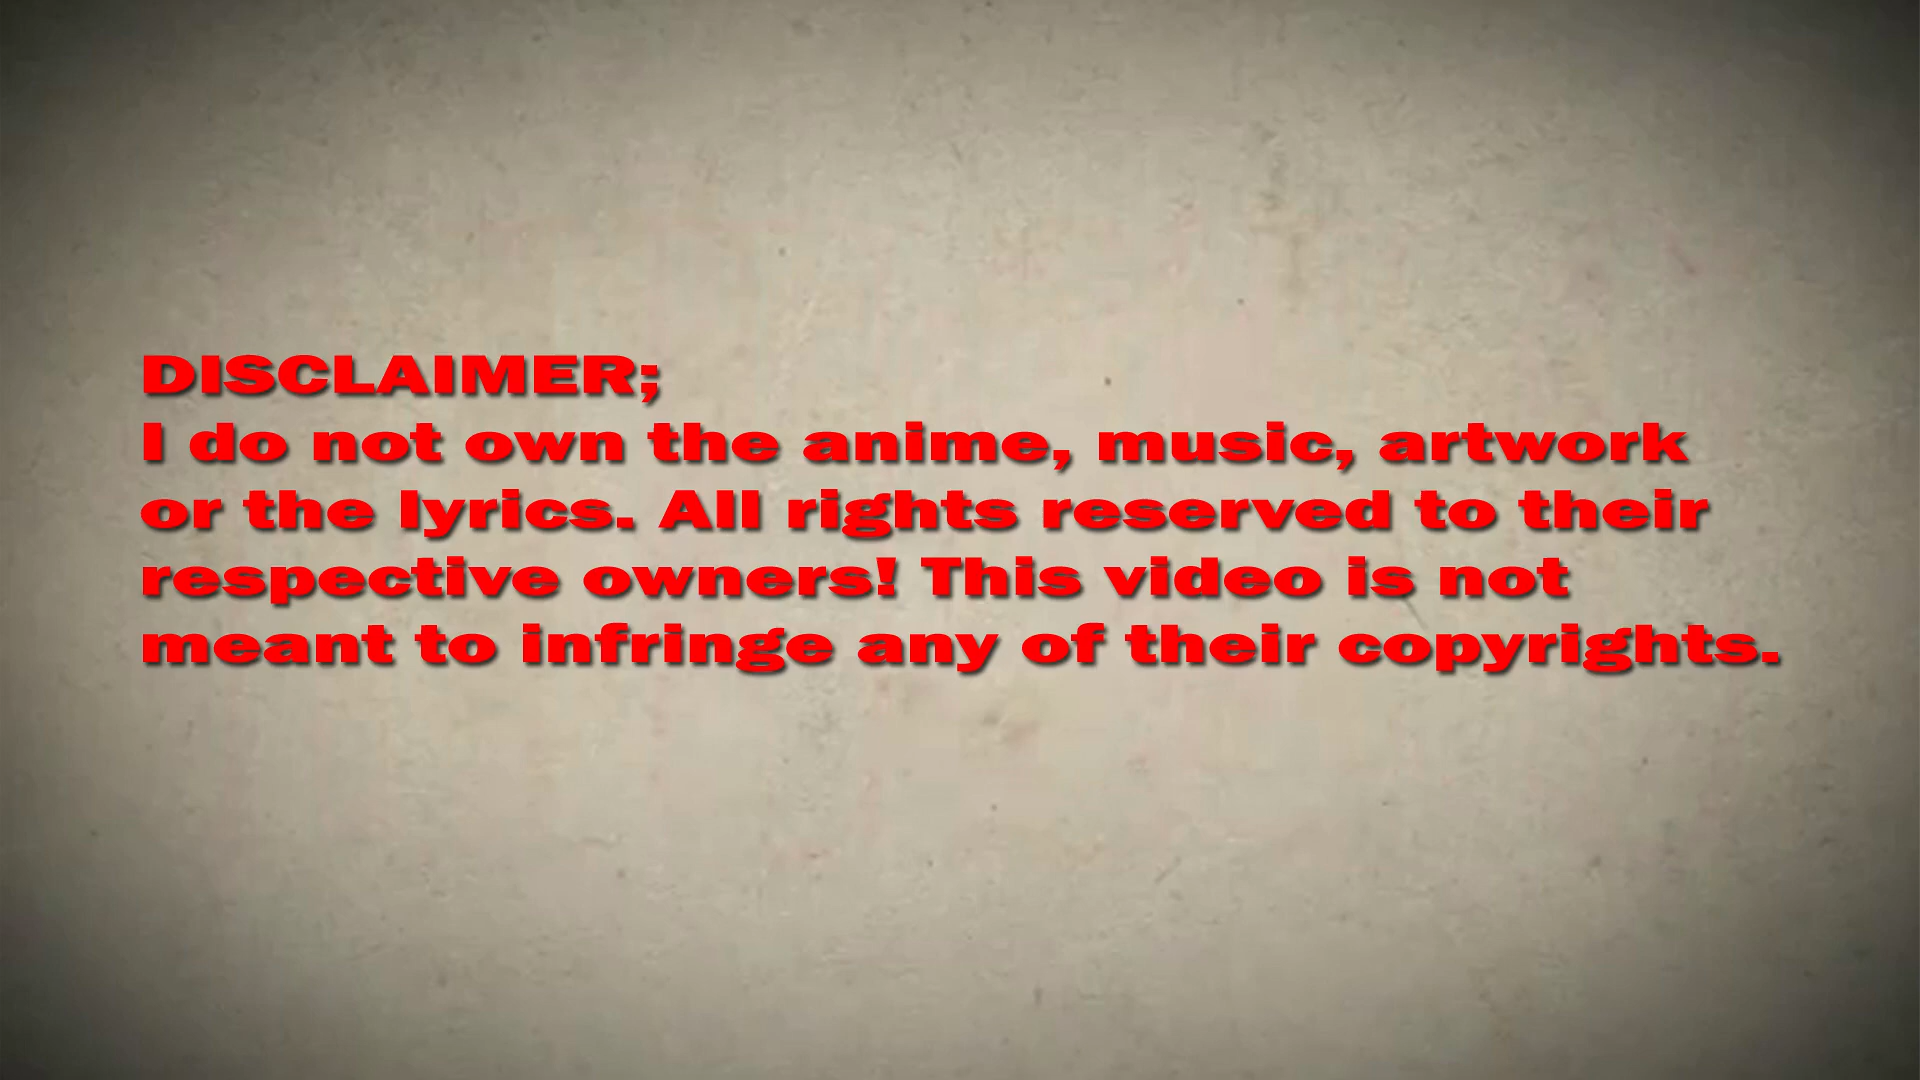 DISCLAIMER;
I do not own the anime, music, artwork
or the lyrics. All rights reserved to their
respective owners! This video is not
meant to infringe any of their copyrights.